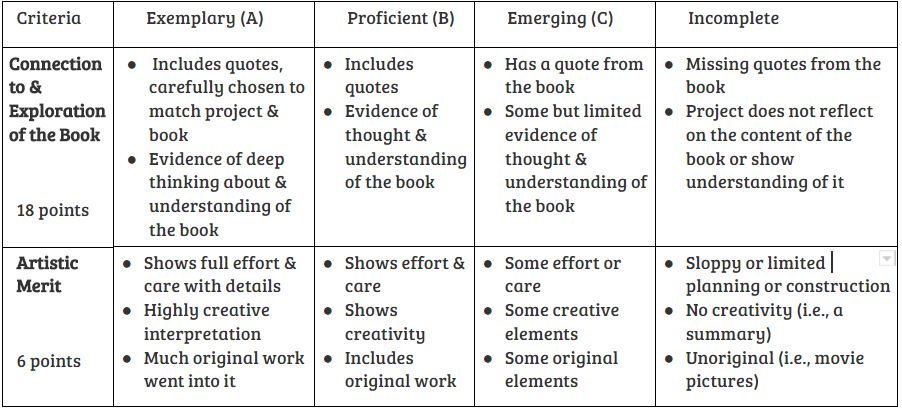 Criteria
Exemplary (A)
Proficient (B)
Emerging (C)
Incomplete
Connection
to &
Exploration
of the Book
18 points
● Includes quotes,
carefully chosen to
match project &
book
● Evidence of deep
thinking about &
understanding of
the book
● Includes
quotes
● Evidence of
thought &
understanding
of the book
● Has a quote from
the book
● Some but limited
evidence of
thought &
understanding of
the book
● Missing quotes from the
book
● Project does not reflect
on the content of the
book or show
understanding of it
Artistic
Merit
6 points
● Shows full effort &
care with details
● Highly creative
interpretation
● Much original work
went into it
● Shows effort &
care
● Shows
creativity
● Includes
original work
● Some effort or
care
● Some creative
elements
● Some original
elements
● Sloppy or limited
planning or construction
● No creativity (i.e., a
summary)
● Unoriginal (i.e., movie
pictures)